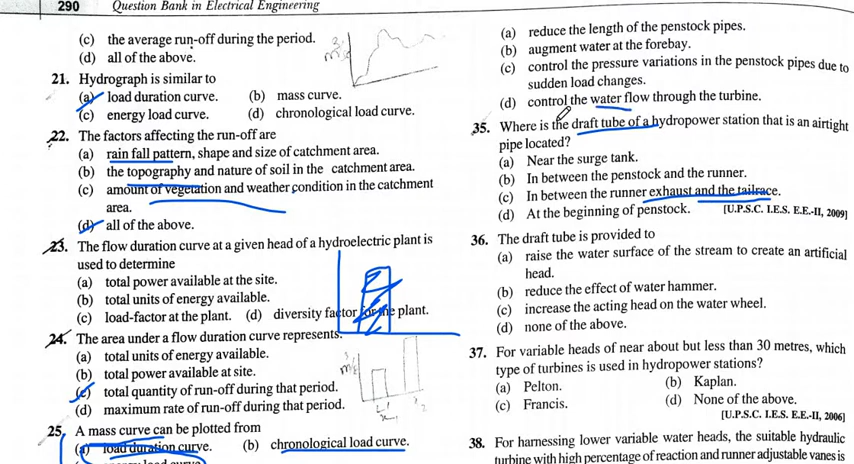 290 Question Bank in Electrical Engineering
(c) the average run-off during the period.
(d) all of the above.
21. Hydrograph is similar to
(a) load duration curve. (b) mass curve.
(c) energy load curve. (d) chronological load curve.
22. The factors affecting the run-off are
(a) rain fall pattern, shape and size of catchment area.
(b) the topography and nature of soil in the catchment area.
(c) amount of vegetation and weather condition in the catchment
area.
(d) all of the above.
23. The flow duration curve at a given head of a hydroelectric plant is
used to determine
(a) total power available at the site.
(b) total units of energy available.
(c) load-factor at the plant. (d) diversity factor for the plant.
24. The area under a flow duration curve represents.
(a) total units of energy available.
(b) total power available at site.
(c) total quantity of run-off during that period.
(d) maximum rate of run-off during that period.
25. A mass curve can be plotted from
(a) load duration curve. (b) chronological load curve.
(a) reduce the length of the penstock pipes.
(b) augment water at the forebay.
(c) control the pressure variations in the penstock pipes due to
sudden load changes.
(d) control the water flow through the turbine.
35. Where is the draft tube of a hydropower station that is an airtight
pipe located?
(a) Near the surge tank.
(b) In between the penstock and the runner.
(c) In between the runner exhaust and the tailrace.
(d) At the beginning of penstock. [U.P.S.C. I.E.S. E.E.-II, 2009]
36. The draft tube is provided to
(a) raise the water surface of the stream to create an artificial
head.
(b) reduce the effect of water hammer.
(c) increase the acting head on the water wheel.
(d) none of the above.
37. For variable heads of near about but less than 30 metres, which
type of turbines is used in hydropower stations?
(a) Pelton. (b) Kaplan.
(c) Francis. (d) None of the above.
[U.P.S.C. I.E.S. E.E.-II, 2006]
38. For harnessing lower variable water heads, the suitable hydraulic
turbine with high percentage of reaction and runner adjustable vanes is